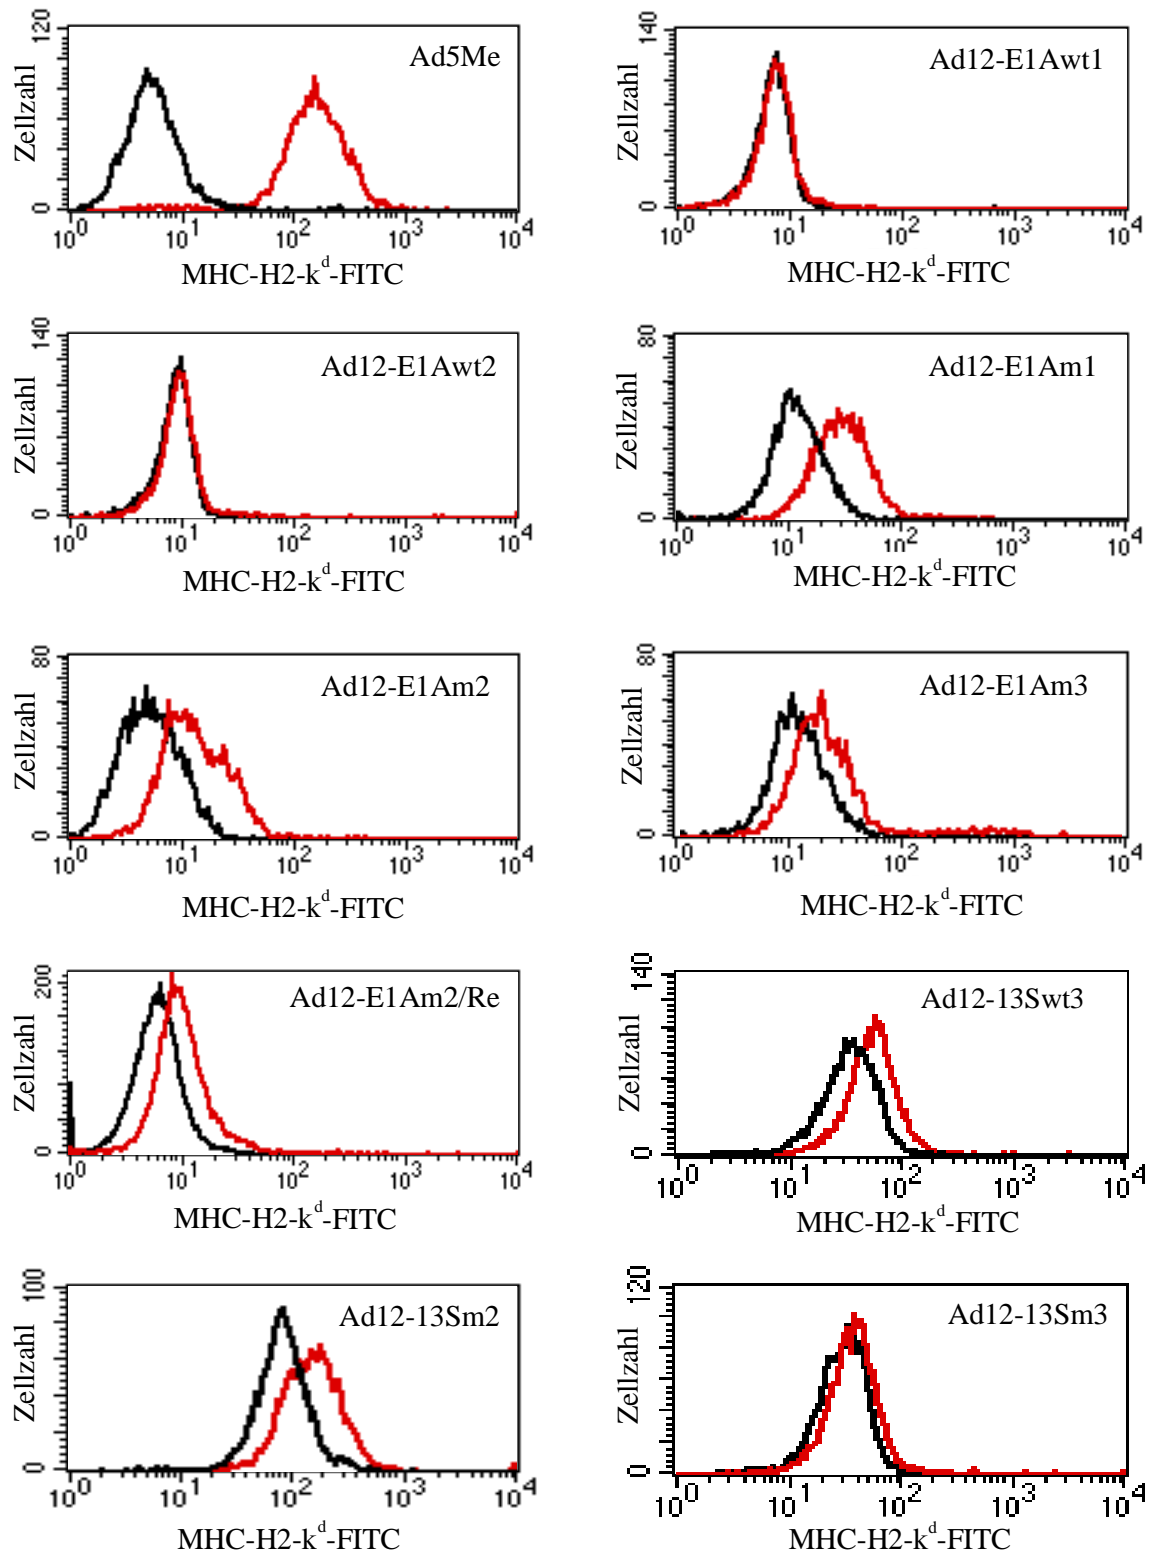 120
Ad5Me
Zellzahl
0
10^0 10^1 10^2 10^3 10^4
MHC-H2-k^d-FITC
140
Ad12-E1Awt1
Zellzahl
0
10^0 10^1 10^2 10^3 10^4
MHC-H2-k^d-FITC
140
Ad12-E1Awt2
Zellzahl
0
10^0 10^1 10^2 10^3 10^4
MHC-H2-k^d-FITC
80
Ad12-E1Am1
Zellzahl
0
10^0 10^1 10^2 10^3 10^4
MHC-H2-k^d-FITC
80
Ad12-E1Am2
Zellzahl
0
10^0 10^1 10^2 10^3 10^4
MHC-H2-k^d-FITC
80
Ad12-E1Am3
Zellzahl
0
10^0 10^1 10^2 10^3 10^4
MHC-H2-k^d-FITC
200
Ad12-E1Am2/Re
Zellzahl
0
10^0 10^1 10^2 10^3 10^4
MHC-H2-k^d-FITC
140
Ad12-13Swt3
Zellzahl
0
10^0 10^1 10^2 10^3 10^4
MHC-H2-k^d-FITC
100
Ad12-13Sm2
Zellzahl
0
10^0 10^1 10^2 10^3 10^4
MHC-H2-k^d-FITC
120
Ad12-13Sm3
Zellzahl
0
10^0 10^1 10^2 10^3 10^4
MHC-H2-k^d-FITC